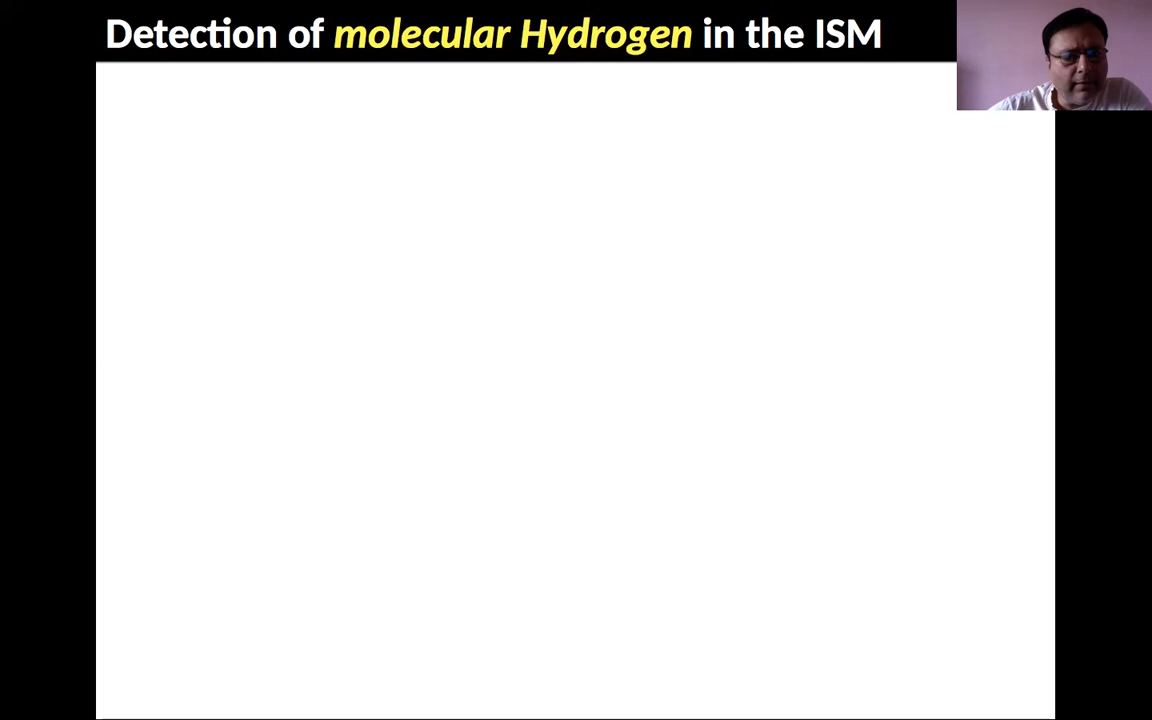 Detection of molecular Hydrogen in the ISM